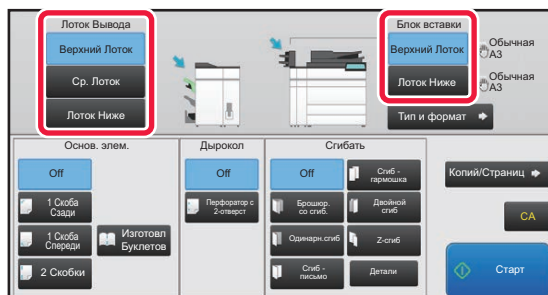 Лоток Вывода
Верхний Лоток
Ср. Лоток
Лоток Ниже
Блок вставки
Верхний Лоток
Обычная
A3
Лоток Ниже
Обычная
A3
Тип и формат
Основ. элем.
Off
1 Скоба
Сзади
1 Скоба
Спереди
Изготовл
Буклетов
2 Скобки
Дырокол
Off
Перфоратор с
2-отверст
Сгибать
Off
Сгиб -
гармошка
Брошюр.
со сгиб.
Двойной
сгиб
Одинарн.сгиб
Z-сгиб
Сгиб -
письмо
Детали
Копий/Страниц
CA
Старт